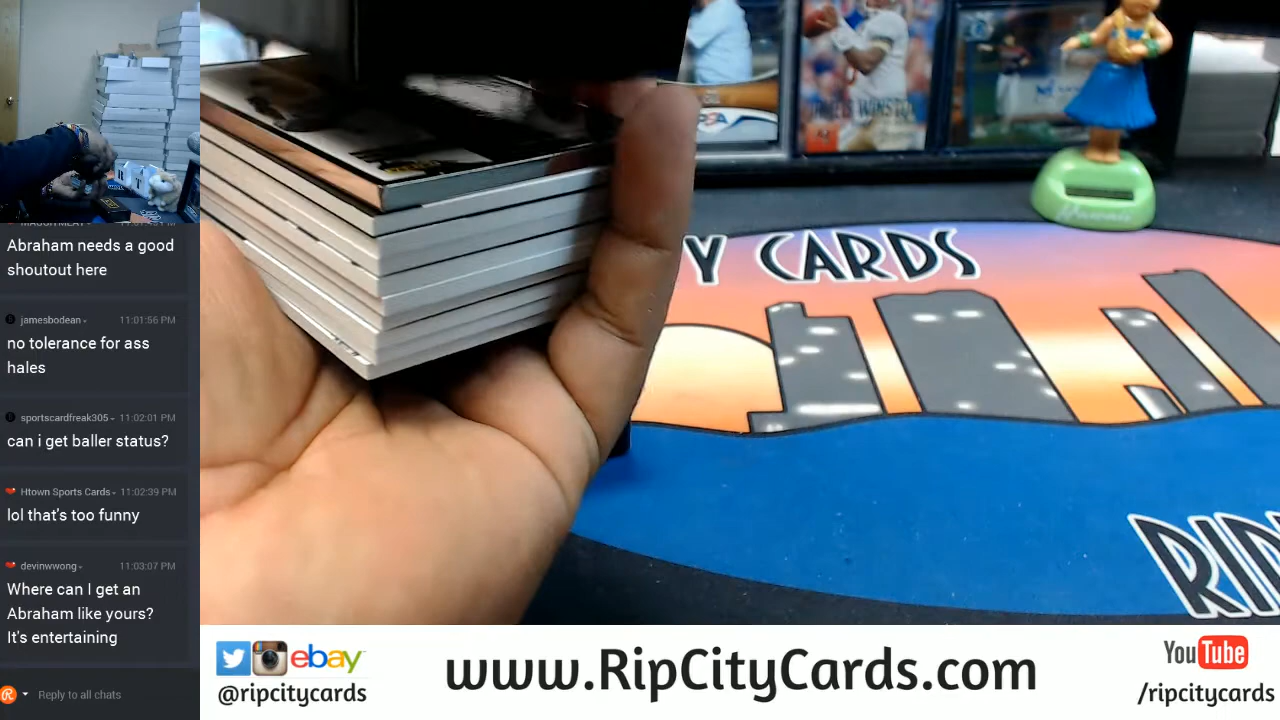 Abraham needs a good
shoutout here
jamesbodean 11:01:56 PM
no tolerance for ass
hales
sportscardfreak305 11:02:01 PM
can i get baller status?
Htown Sports Cards 11:02:39 PM
lol that's too funny
devinwwong 11:03:07 PM
Where can I get an
Abraham like yours?
It's entertaining
Reply to all chats
Y CARDS
Hawaii
RI
ebay
@ripcitycards
www.RipCityCards.com
YouTube
/ripcitycards